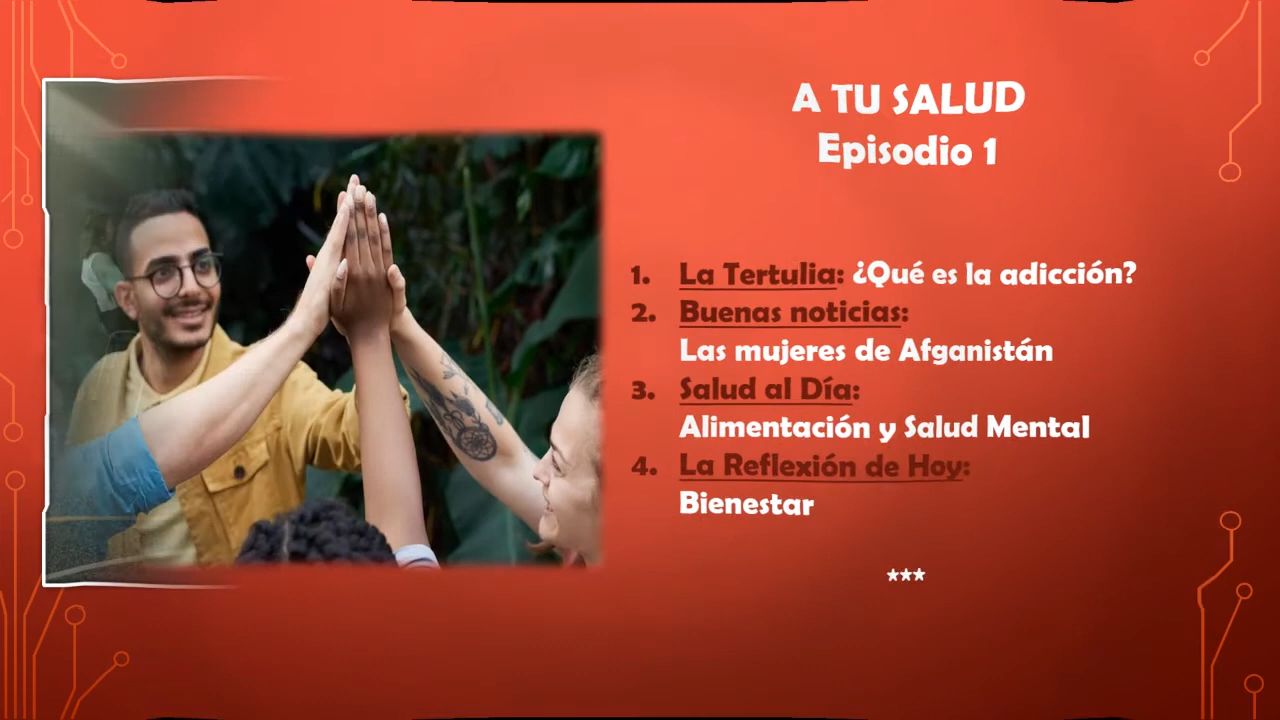 A TU SALUD
Episodio 1
1. La Tertulia: ¿Qué es la adicción?
2. Buenas noticias:
Las mujeres de Afganistán
3. Salud al Día:
Alimentación y Salud Mental
4. La Reflexión de Hoy:
Bienestar
***